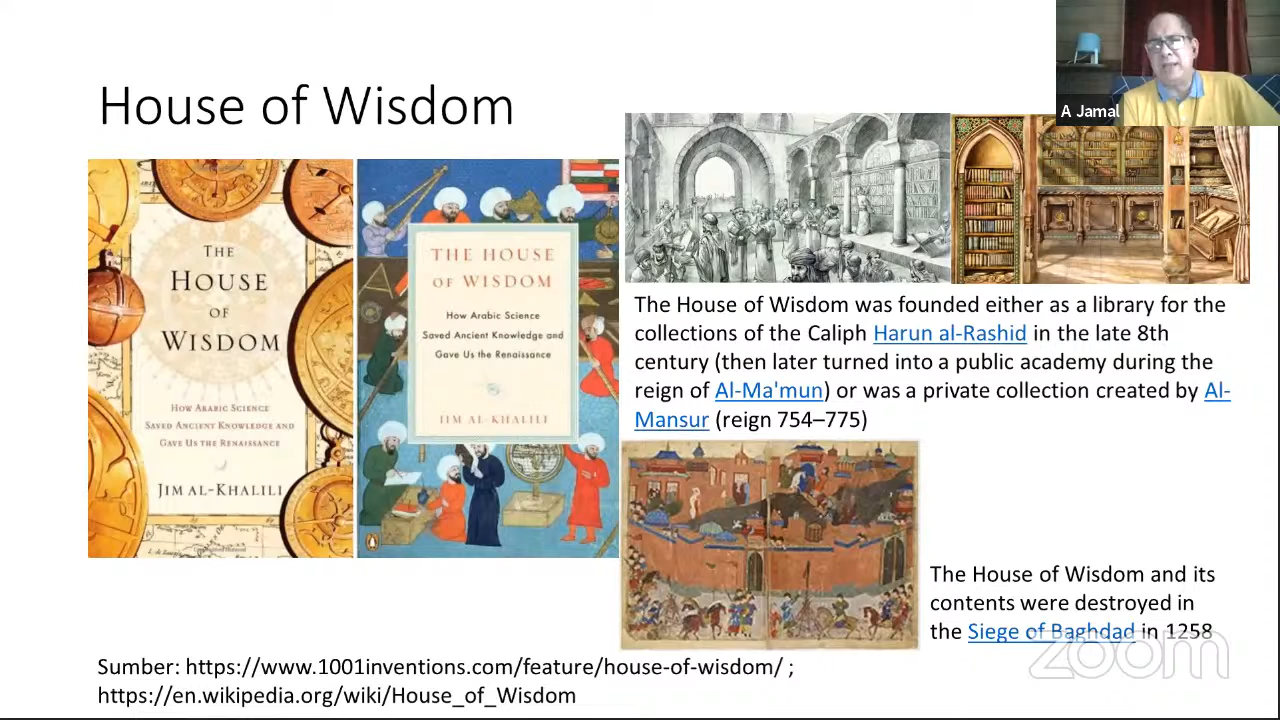 House of Wisdom
A Jamal
THE
HOUSE
OF
WISDOM
HOW ARABIC SCIENCE
SAVED ANCIENT KNOWLEDGE AND
GAVE US THE RENAISSANCE
JIM AL-KHALILI
THE HOUSE
OF WISDOM
How Arabic Science
Saved Ancient Knowledge and
Gave Us the Renaissance
JIM AL-KHALILI
The House of Wisdom was founded either as a library for the
collections of the Caliph Harun al-Rashid in the late 8th
century (then later turned into a public academy during the
reign of Al-Ma'mun) or was a private collection created by Al-
Mansur (reign 754–775)
The House of Wisdom and its
contents were destroyed in
the Siege of Baghdad in 1258
zoom
Sumber: https://www.1001inventions.com/feature/house-of-wisdom/ ;
https://en.wikipedia.org/wiki/House_of_Wisdom